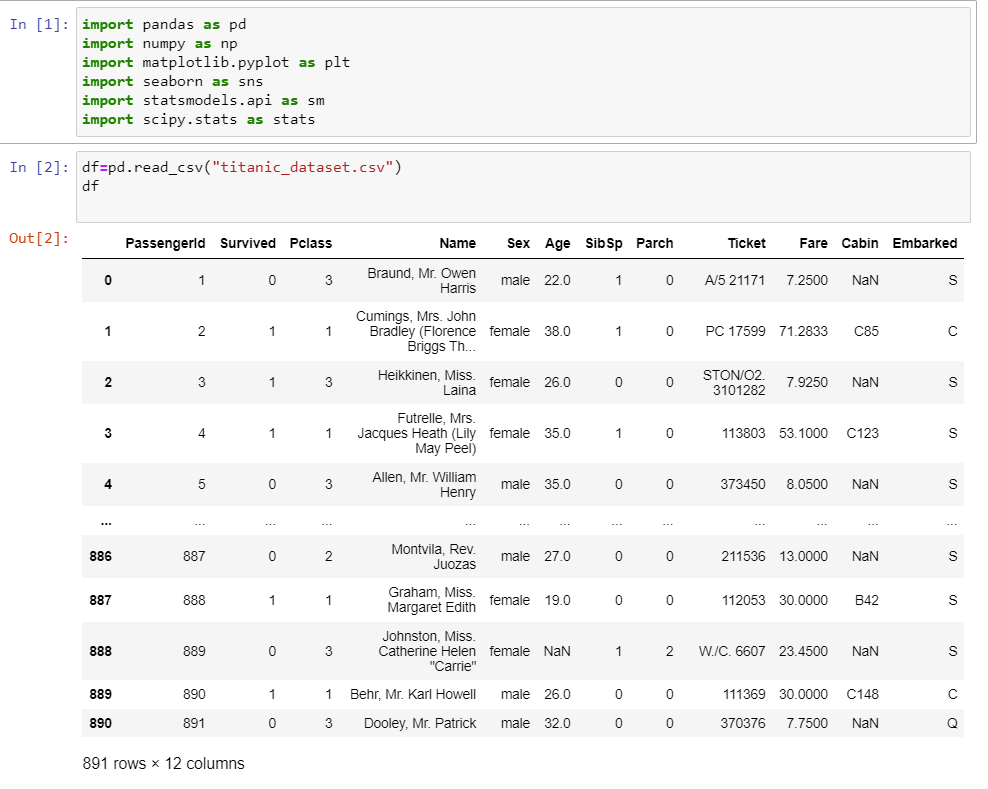 In [1]: import pandas as pd
import numpy as np
import matplotlib.pyplot as plt
import seaborn as sns
import statsmodels.api as sm
import scipy.stats as stats
In [2]: df=pd.read_csv("titanic_dataset.csv")
df
Out[2]:
PassengerId Survived Pclass Name Sex Age SibSp Parch Ticket Fare Cabin Embarked
0 1 0 3 Braund, Mr. Owen
Harris male 22.0 1 0 A/5 21171 7.2500 NaN S
1 2 1 1 Cumings, Mrs. John
Bradley (Florence
Briggs Th... female 38.0 1 0 PC 17599 71.2833 C85 C
2 3 1 3 Heikkinen, Miss.
Laina female 26.0 0 0 STON/O2.
3101282 7.9250 NaN S
3 4 1 1 Futrelle, Mrs.
Jacques Heath (Lily
May Peel) female 35.0 1 0 113803 53.1000 C123 S
4 5 0 3 Allen, Mr. William
Henry male 35.0 0 0 373450 8.0500 NaN S
... ... ... ... ... ... ... ... ... ... ... ... ...
886 887 0 2 Montvila, Rev.
Juozas male 27.0 0 0 211536 13.0000 NaN S
887 888 1 1 Graham, Miss.
Margaret Edith female 19.0 0 0 112053 30.0000 B42 S
888 889 0 3 Johnston, Miss.
Catherine Helen
"Carrie" female NaN 1 2 W./C. 6607 23.4500 NaN S
889 890 1 1 Behr, Mr. Karl Howell male 26.0 0 0 111369 30.0000 C148 C
890 891 0 3 Dooley, Mr. Patrick male 32.0 0 0 370376 7.7500 NaN Q
891 rows × 12 columns